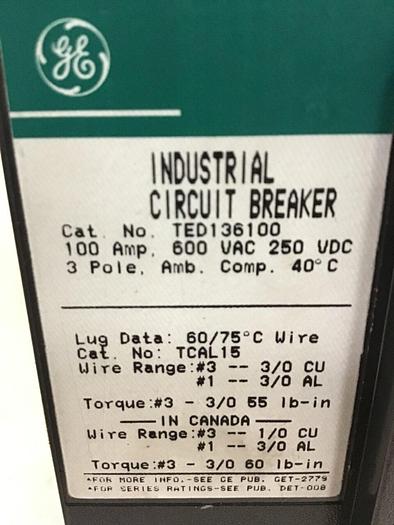 GE
INDUSTRIAL
CIRCUIT BREAKER
Cat. No. TED136100
100 Amp, 600 VAC 250 VDC
3 Pole, Amb. Comp. 40°C
Lug Data: 60/75°C Wire
Cat. No: TCAL15
Wire Range:#3 -- 3/0 CU
#1 -- 3/0 AL
Torque:#3 - 3/0 55 lb-in
IN CANADA
Wire Range:#3 -- 1/0 CU
#1 -- 3/0 AL
Torque:#3 - 3/0 60 lb-in
*FOR MORE INFO.-SEE GE PUB. GET-2779
*FOR SERIES RATINGS-SEE PUB. DET-008